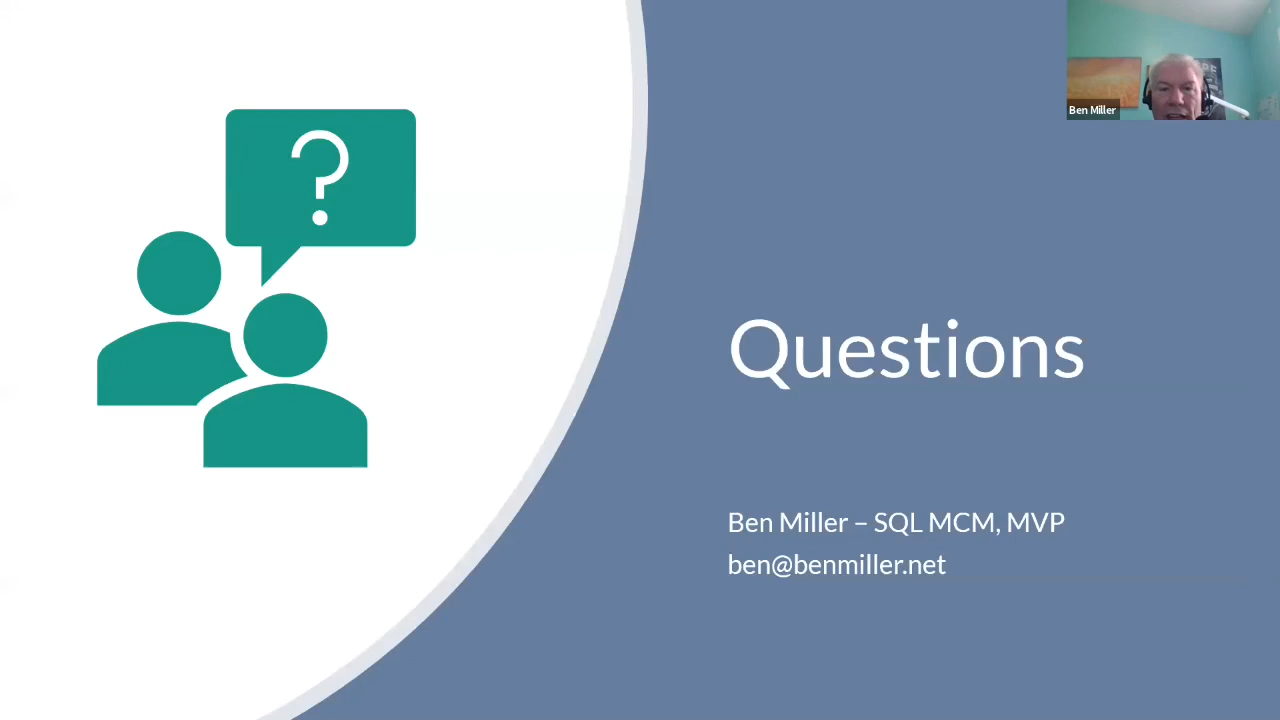 Ben Miller
?
Questions
Ben Miller – SQL MCM, MVP
ben@benmiller.net